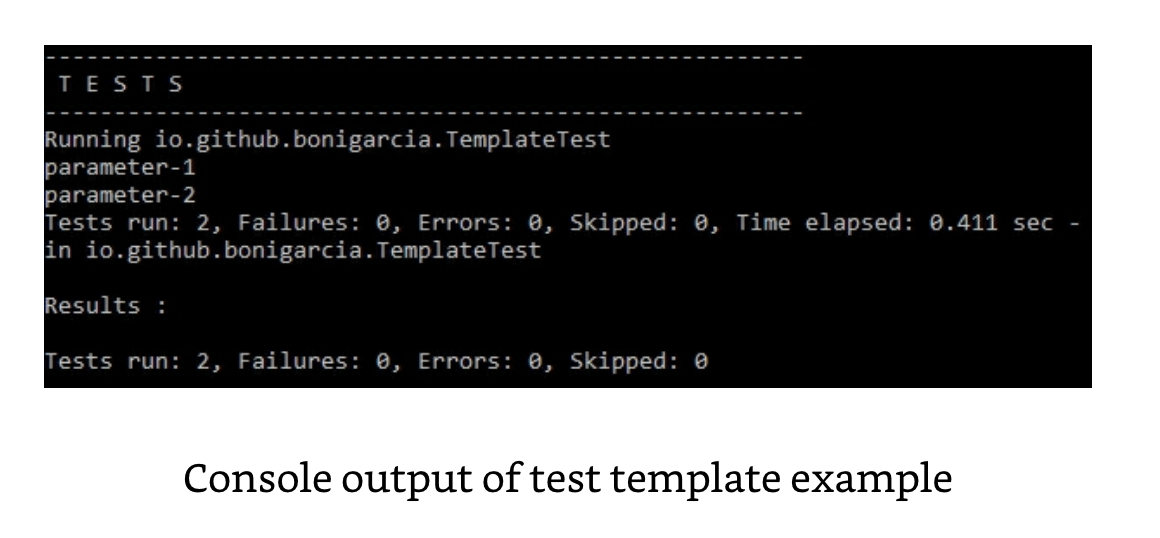 -------------------------------------------------------
T E S T S
-------------------------------------------------------
Running io.github.bonigarcia.TemplateTest
parameter-1
parameter-2
Tests run: 2, Failures: 0, Errors: 0, Skipped: 0, Time elapsed: 0.411 sec -
in io.github.bonigarcia.TemplateTest
Results :
Tests run: 2, Failures: 0, Errors: 0, Skipped: 0
Console output of test template example